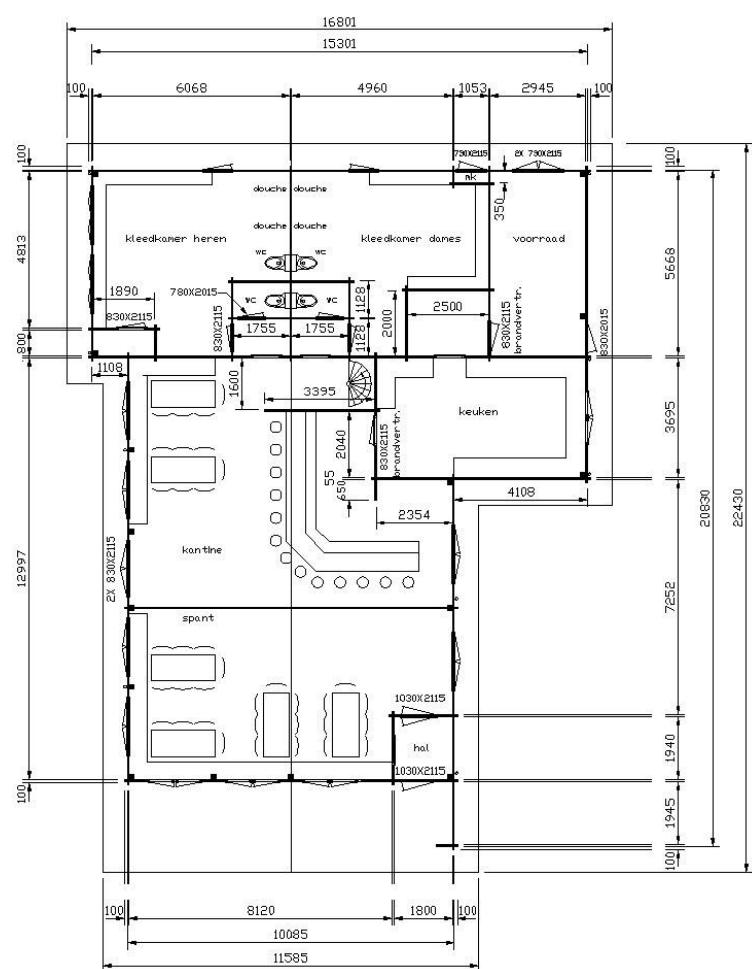 16801
15301
100 6068 4960 1053 2945 100
730X2115 2X 730X2115
100 100
mk
douche douche
350
douche douche
kleedkamer heren kleedkamer dames voorraad
4813 5668
wc wc
1890 wc wc 1128 2000 2500
780X2015
830X2115 830X2115 830X2115 brandvertr. 830X2015
1755 1755 1128
800
1108
1600 3395
keuken
3695
830X2115 brandvertr.
2040
55
650
4108
2354
20830 22430
12997
kantine
2X 830X2115
7252
spant
1030X2115
hal
1940
1030X2115
100
1945
100
100 8120 1800 100
10085
11585